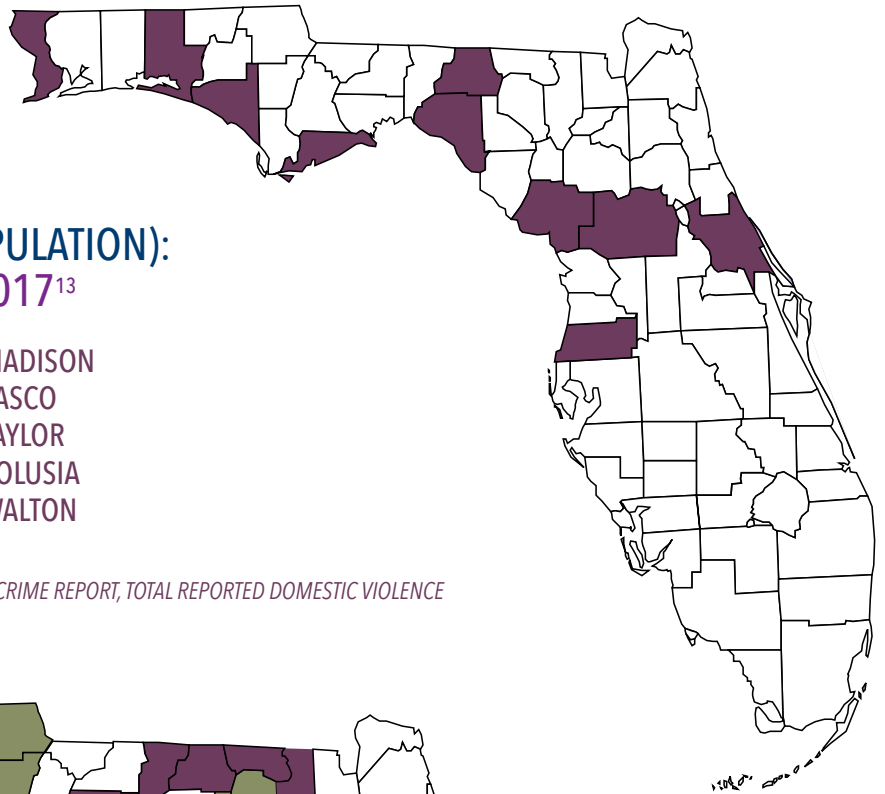 PULATION):
017¹³
MADISON
ASCO
AYLOR
OLUSIA
WALTON
CRIME REPORT, TOTAL REPORTED DOMESTIC VIOLENCE